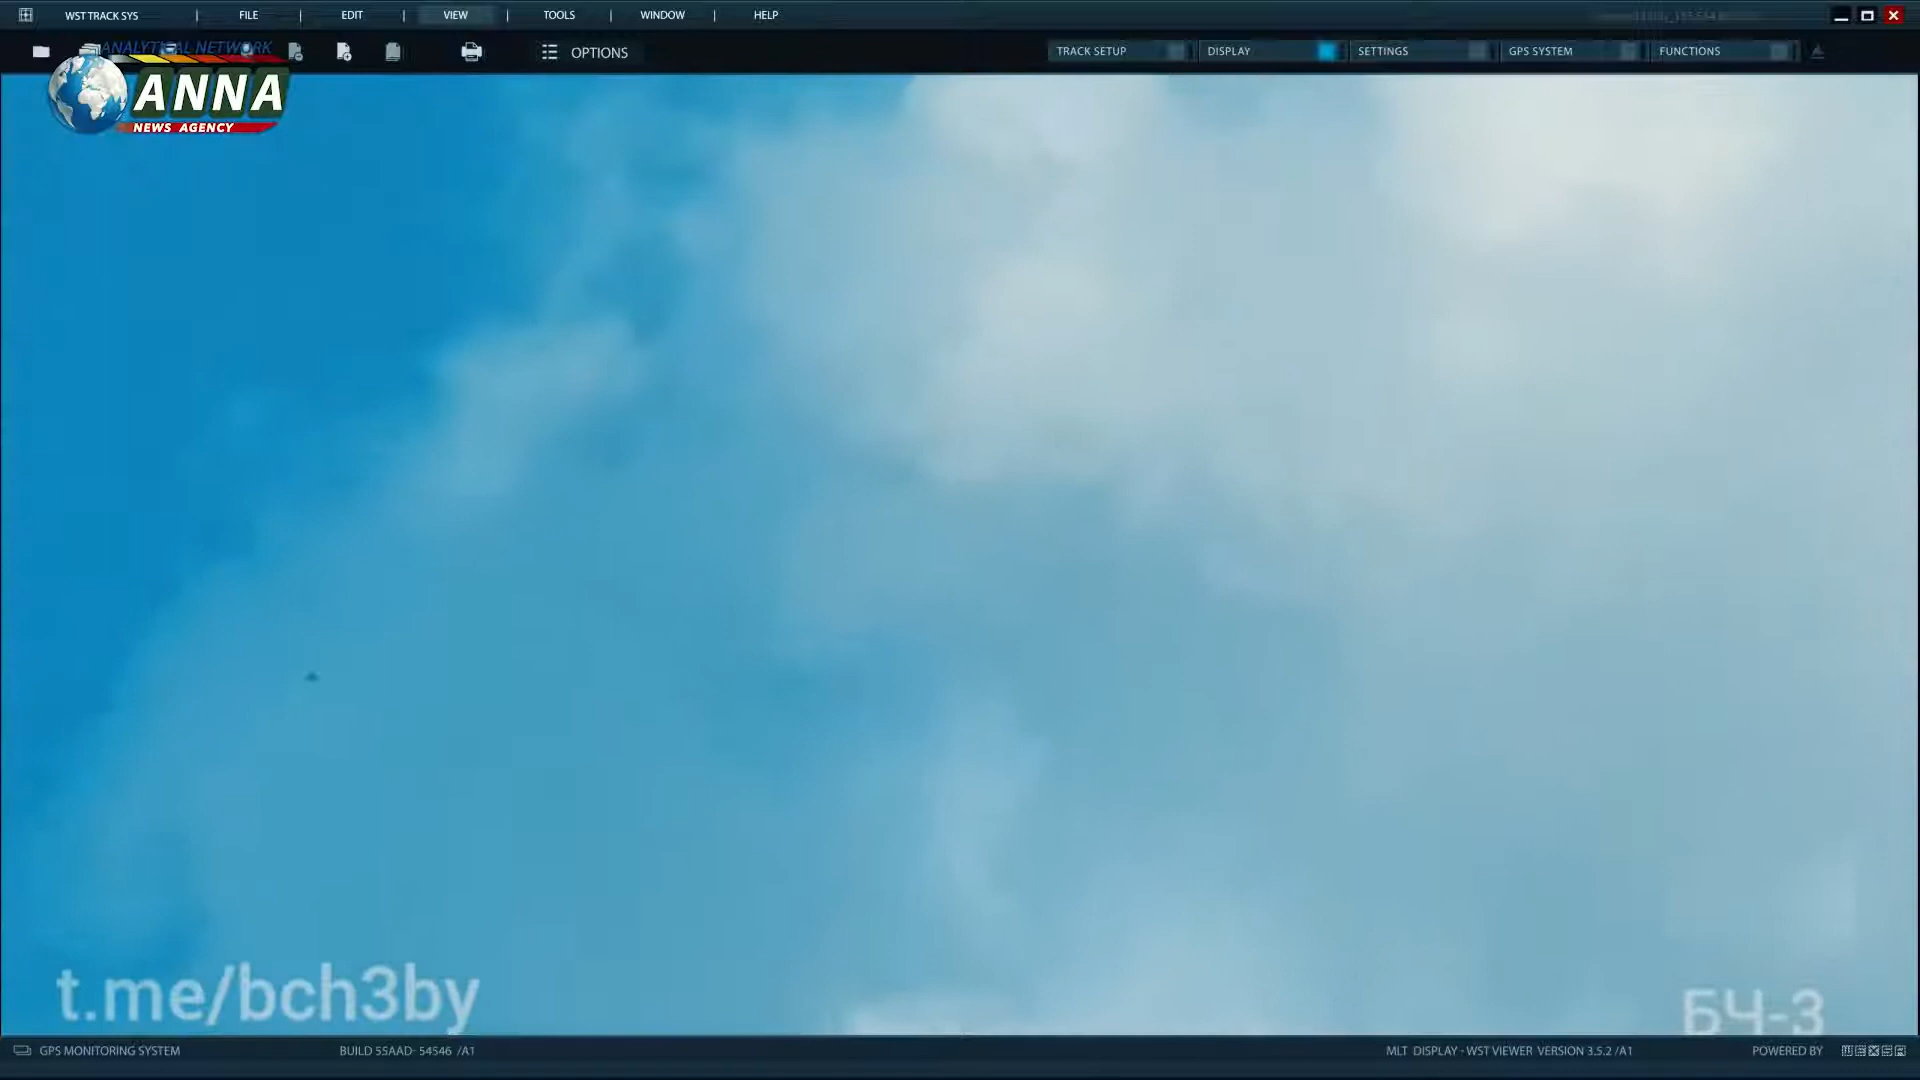 WST TRACK SYS | FILE | EDIT | VIEW | TOOLS | WINDOW | HELP
ANALYTICAL NETWORK
OPTIONS
TRACK SETUP DISPLAY SETTINGS GPS SYSTEM FUNCTIONS
ANNA
NEWS AGENCY
t.me/bch3by
БЧ-3
GPS MONITORING SYSTEM BUILD 55AAD- 54546 /A1 MLT DISPLAY - WST VIEWER VERSION 3.5.2 /A1 POWERED BY